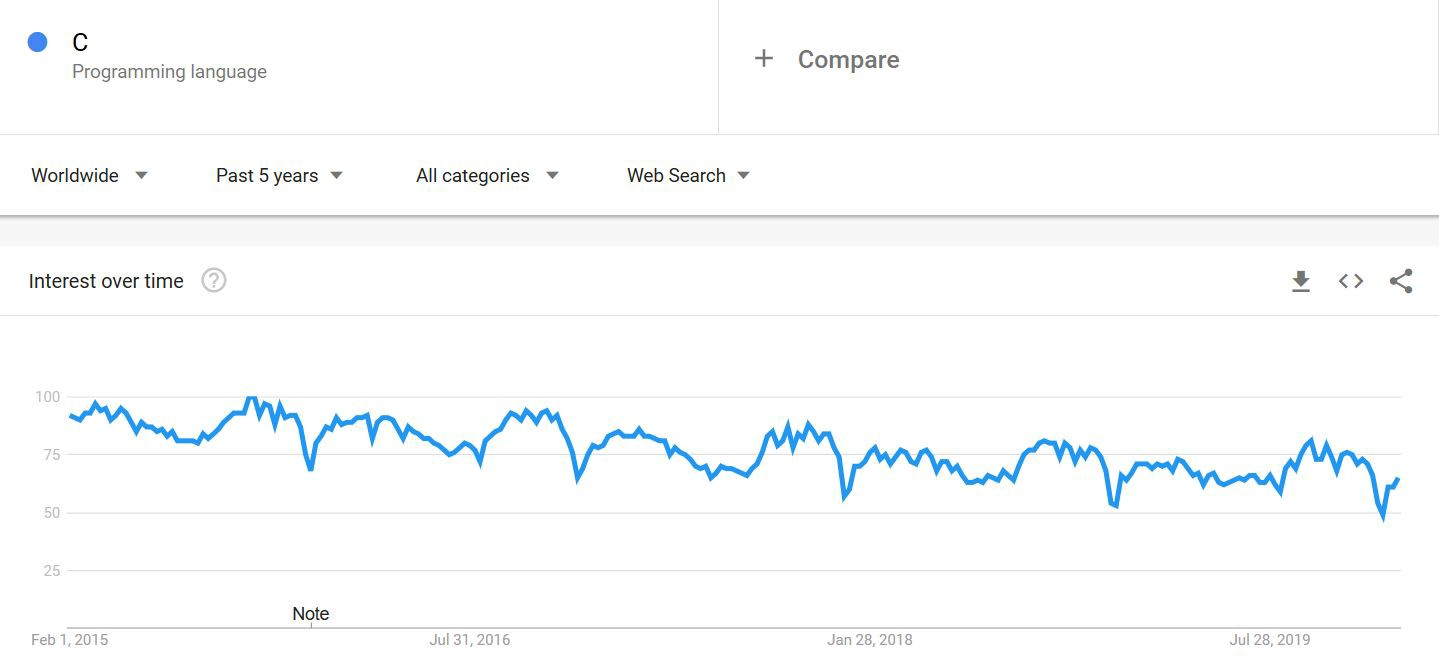 C
Programming language
+ Compare
Worldwide Past 5 years All categories Web Search
Interest over time ?
100
75
50
25
Note
Feb 1, 2015 Jul 31, 2016 Jan 28, 2018 Jul 28, 2019